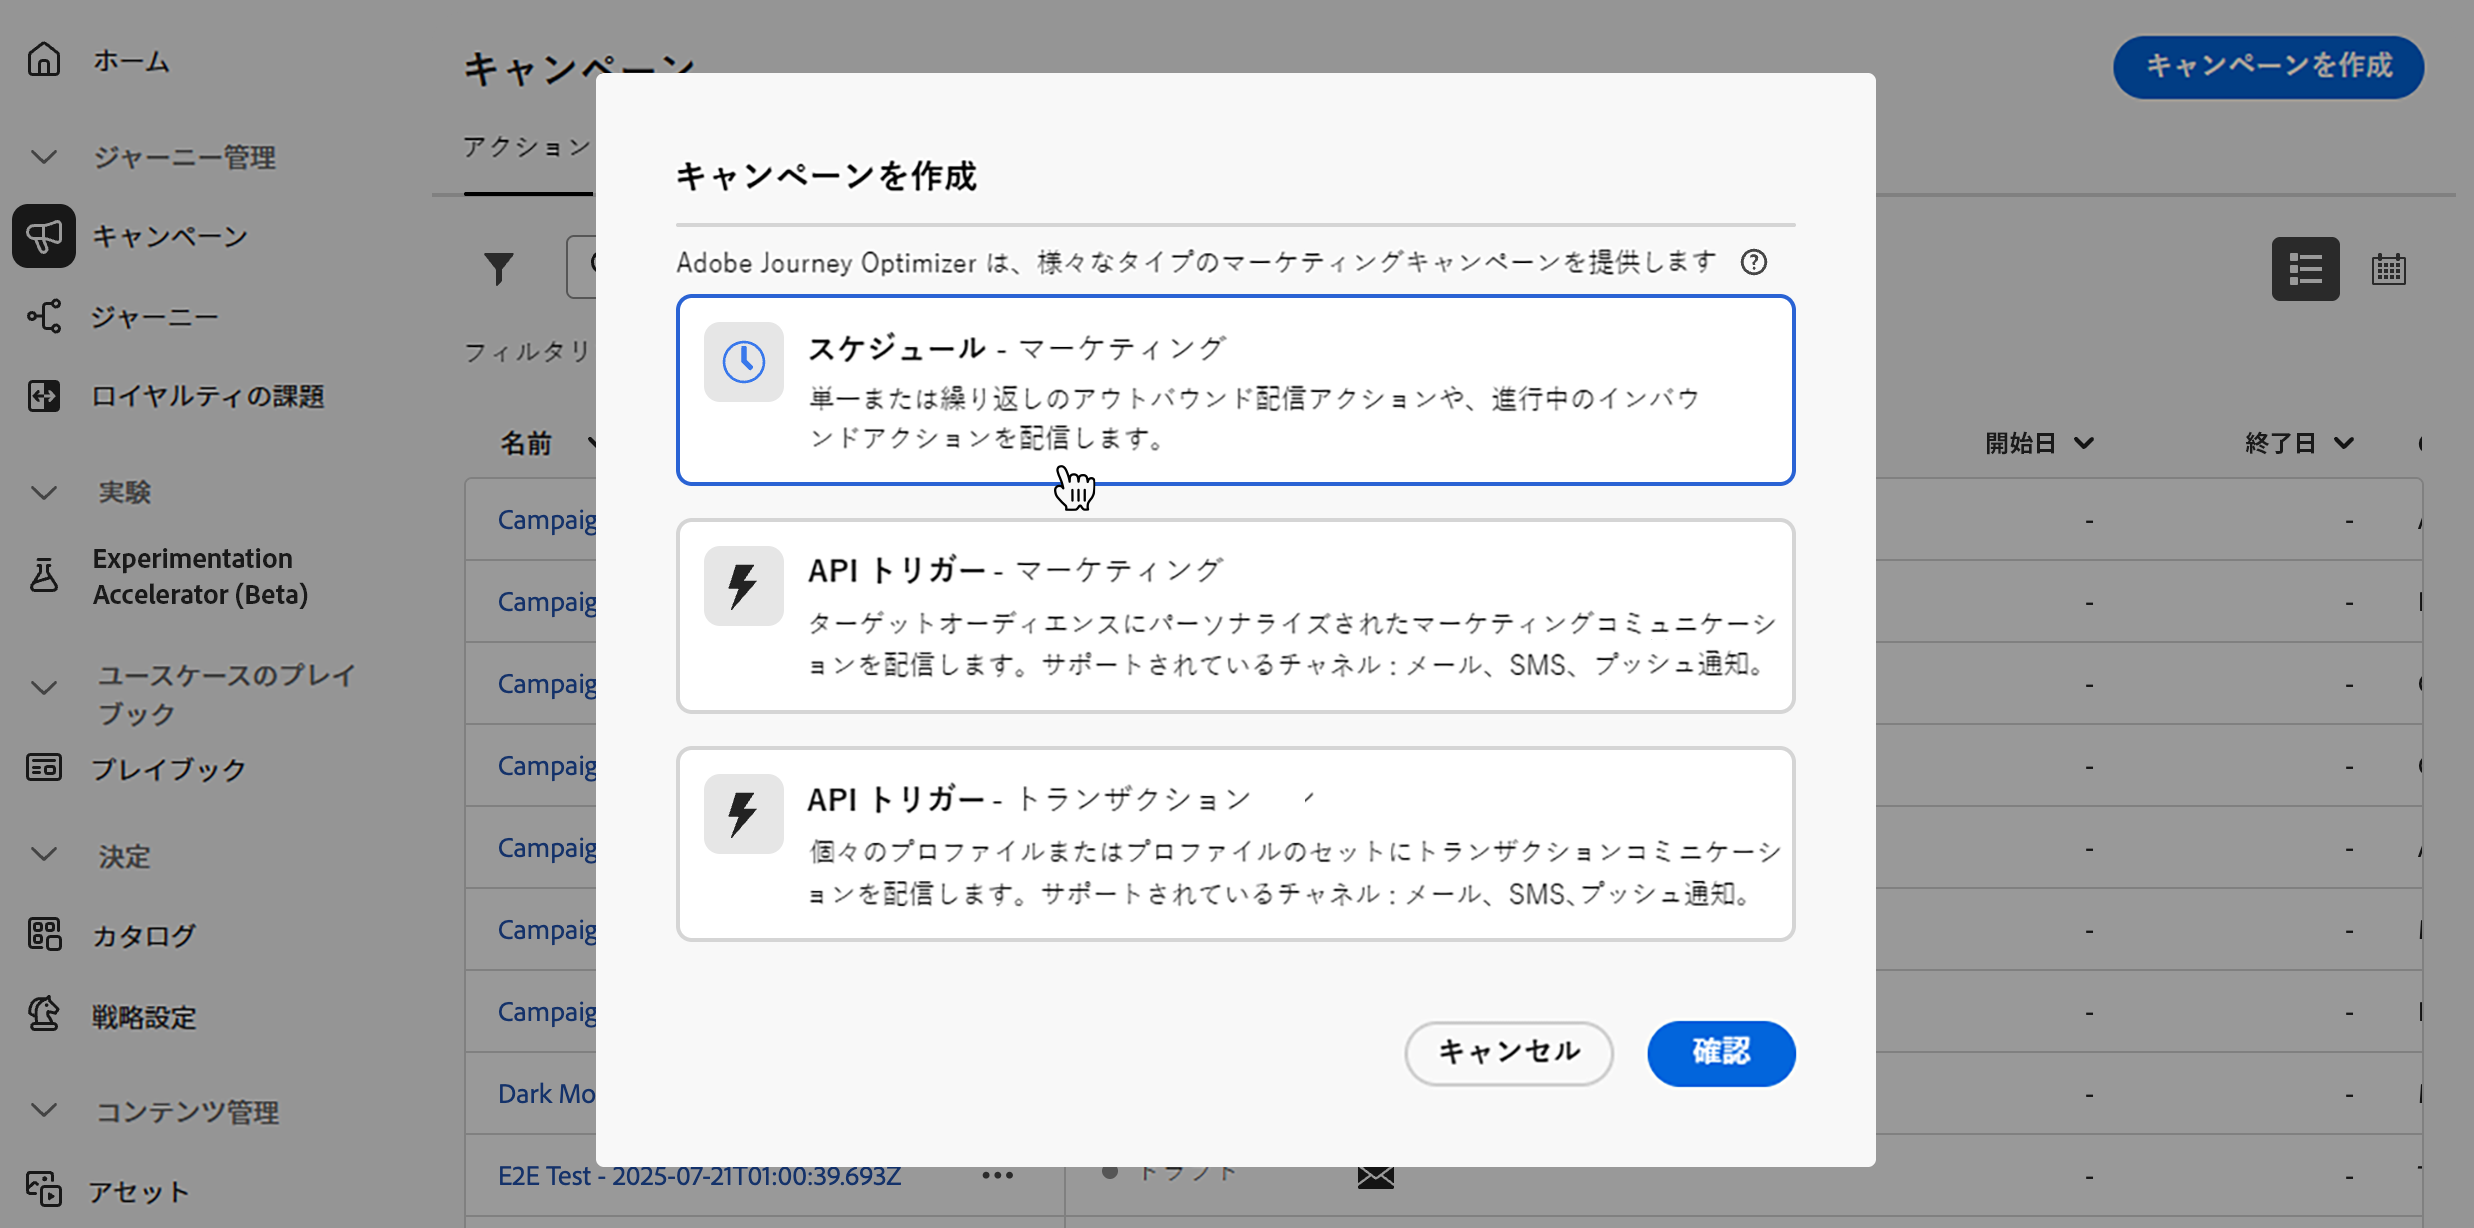 ホーム
ジャーニー管理
キャンペーン
ジャーニー
ロイヤルティの課題
実験
Experimentation
Accelerator (Beta)
ユースケースのプレイ
ブック
プレイブック
決定
カタログ
戦略設定
コンテンツ管理
アセット
キャンペーン
キャンペーンを作成
アクション
フィルタリ
名前
開始日
終了日
Campaig
- -
Campaig
- -
Campaig
- -
Campaig
- -
Campaig
- -
Campaig
- -
Campaig
- -
Dark Mo
- -
E2E Test - 2025-07-21T01:00:39.693Z
ドラフト
- -
キャンペーンを作成
Adobe Journey Optimizer は、様々なタイプのマーケティングキャンペーンを提供します
スケジュール - マーケティング
単一または繰り返しのアウトバウンド配信アクションや、進行中のインバウ
ンドアクションを配信します。
API トリガー - マーケティング
ターゲットオーディエンスにパーソナライズされたマーケティングコミュニケーシ
ョンを配信します。サポートされているチャネル : メール、SMS、プッシュ通知。
API トリガー - トランザクション
個々のプロファイルまたはプロファイルのセットにトランザクションコミニケーシ
ョンを配信します。サポートされているチャネル : メール、SMS、プッシュ通知。
キャンセル
確認